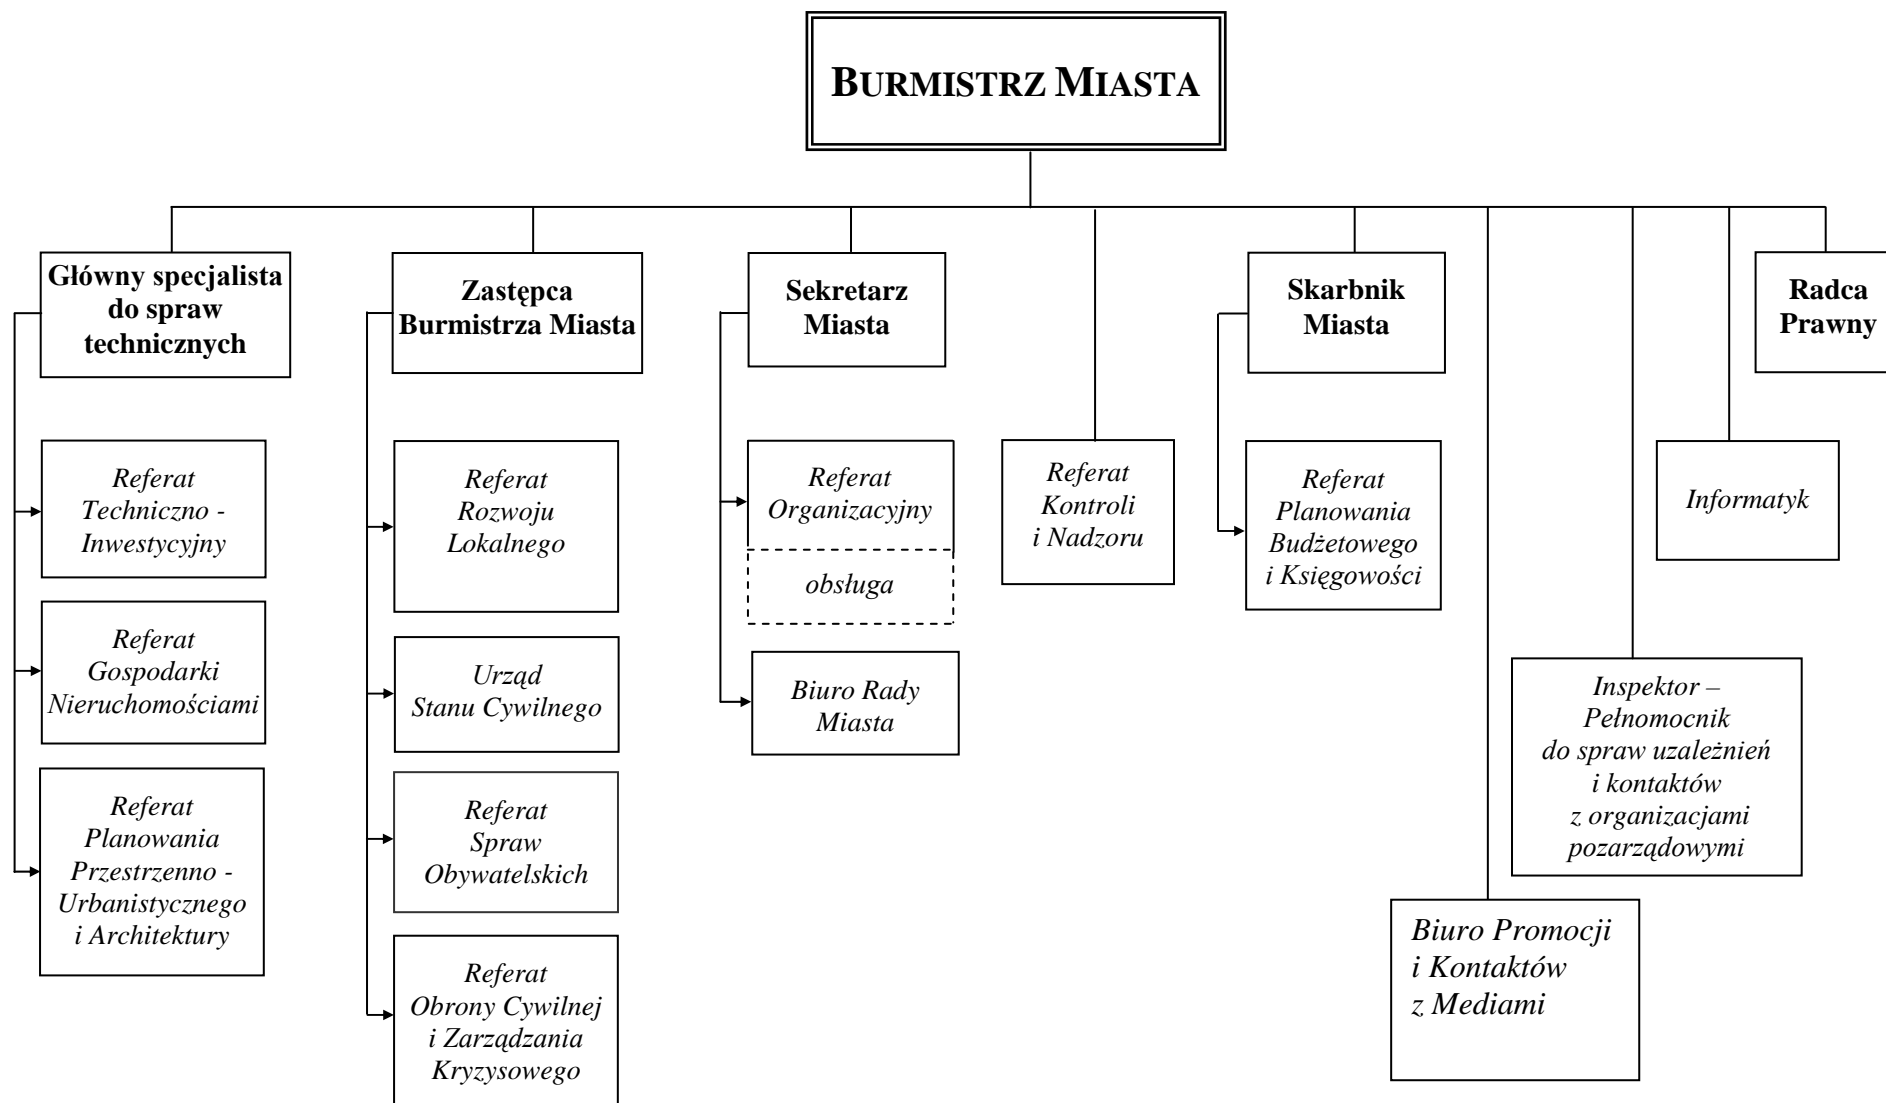 BURMISTRZ MIASTA
Główny specjalista
do spraw
technicznych
Zastępca
Burmistrza Miasta
Sekretarz
Miasta
Skarbnik
Miasta
Radca
Prawny
Referat
Techniczno -
Inwestycyjny
Referat
Gospodarki
Nieruchomościami
Referat
Planowania
Przestrzenno -
Urbanistycznego
i Architektury
Referat
Rozwoju
Lokalnego
Urząd
Stanu Cywilnego
Referat
Spraw
Obywatelskich
Referat
Obrony Cywilnej
i Zarządzania
Kryzysowego
Referat
Organizacyjny
obsługa
Biuro Rady
Miasta
Referat
Kontroli
i Nadzoru
Referat
Planowania
Budżetowego
i Księgowości
Informatyk
Inspektor –
Pełnomocnik
do spraw uzależnień
i kontaktów
z organizacjami
pozarządowymi
Biuro Promocji
i Kontaktów
z Mediami